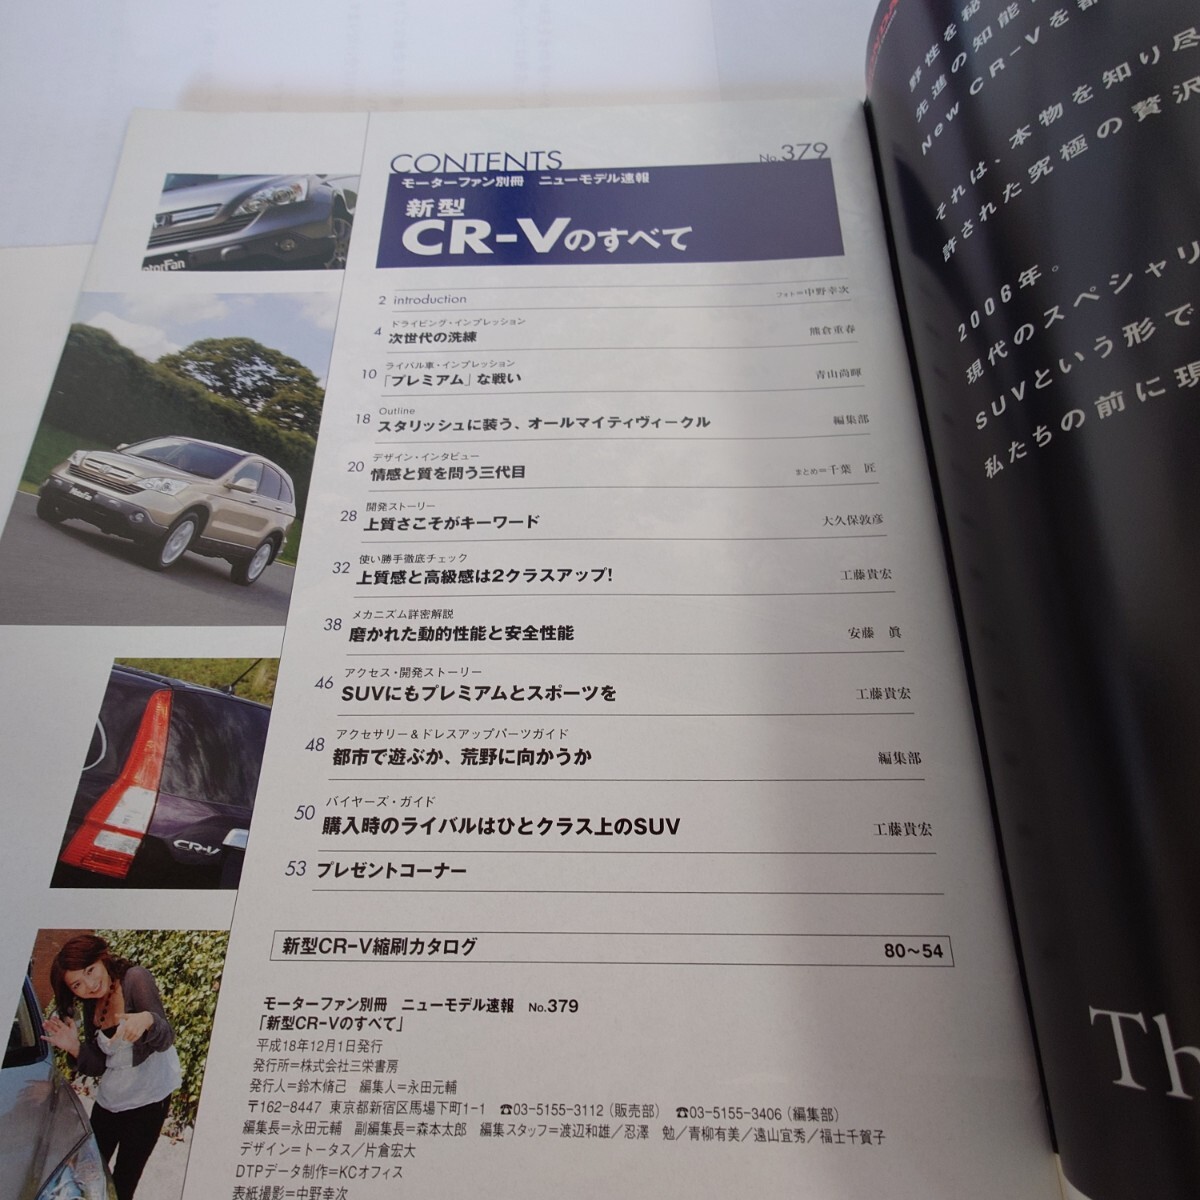 CONTENTS
No.379
モーターファン別冊 ニューモデル速報
新型
CR-Vのすべて
2 introduction フォト=中野幸次
ドライビング・インプレッション
4 次世代の洗練 熊倉重春
ライバル車・インプレッション
10 「プレミアム」な戦い 青山尚暉
Outline
18 スタリッシュに装う、オールマイティヴィークル 編集部
デザイン・インタビュー
20 情感と質を問う三代目 まとめ=千葉 匠
開発ストーリー
28 上質さこそがキーワード 大久保敦彦
使い勝手徹底チェック
32 上質感と高級感は2クラスアップ! 工藤貴宏
メカニズム詳密解説
38 磨かれた動的性能と安全性能 安藤 眞
アクセス・開発ストーリー
46 SUVにもプレミアムとスポーツを 工藤貴宏
アクセサリー&ドレスアップパーツガイド
48 都市で遊ぶか、荒野に向かうか 編集部
バイヤーズ・ガイド
50 購入時のライバルはひとクラス上のSUV 工藤貴宏
53 プレゼントコーナー
新型CR-V縮刷カタログ 80〜54
モーターファン別冊 ニューモデル速報 No.379
「新型CR-Vのすべて」
平成18年12月1日発行
発行所=株式会社三栄書房
発行人=鈴木脩己 編集人=永田元輔
〒162-8447 東京都新宿区馬場下町1-1 ☎03-5155-3112(販売部) ☎03-5155-3406(編集部)
編集長=永田元輔 副編集長=森本太郎 編集スタッフ=渡辺和雄/忍澤 勉/青柳有美/遠山宜秀/福士千賀子
デザイン=トータス/片倉宏大
DTPデータ制作=KCオフィス
表紙撮影=中野幸次
MotorFan
CR-V
野性を秘
先進の知能
New CR-Vを
それは、本物を知り尽
許された究極の贅沢
2006年。
現代のスペシャリ
SUVという形で
私たちの前に現
Th